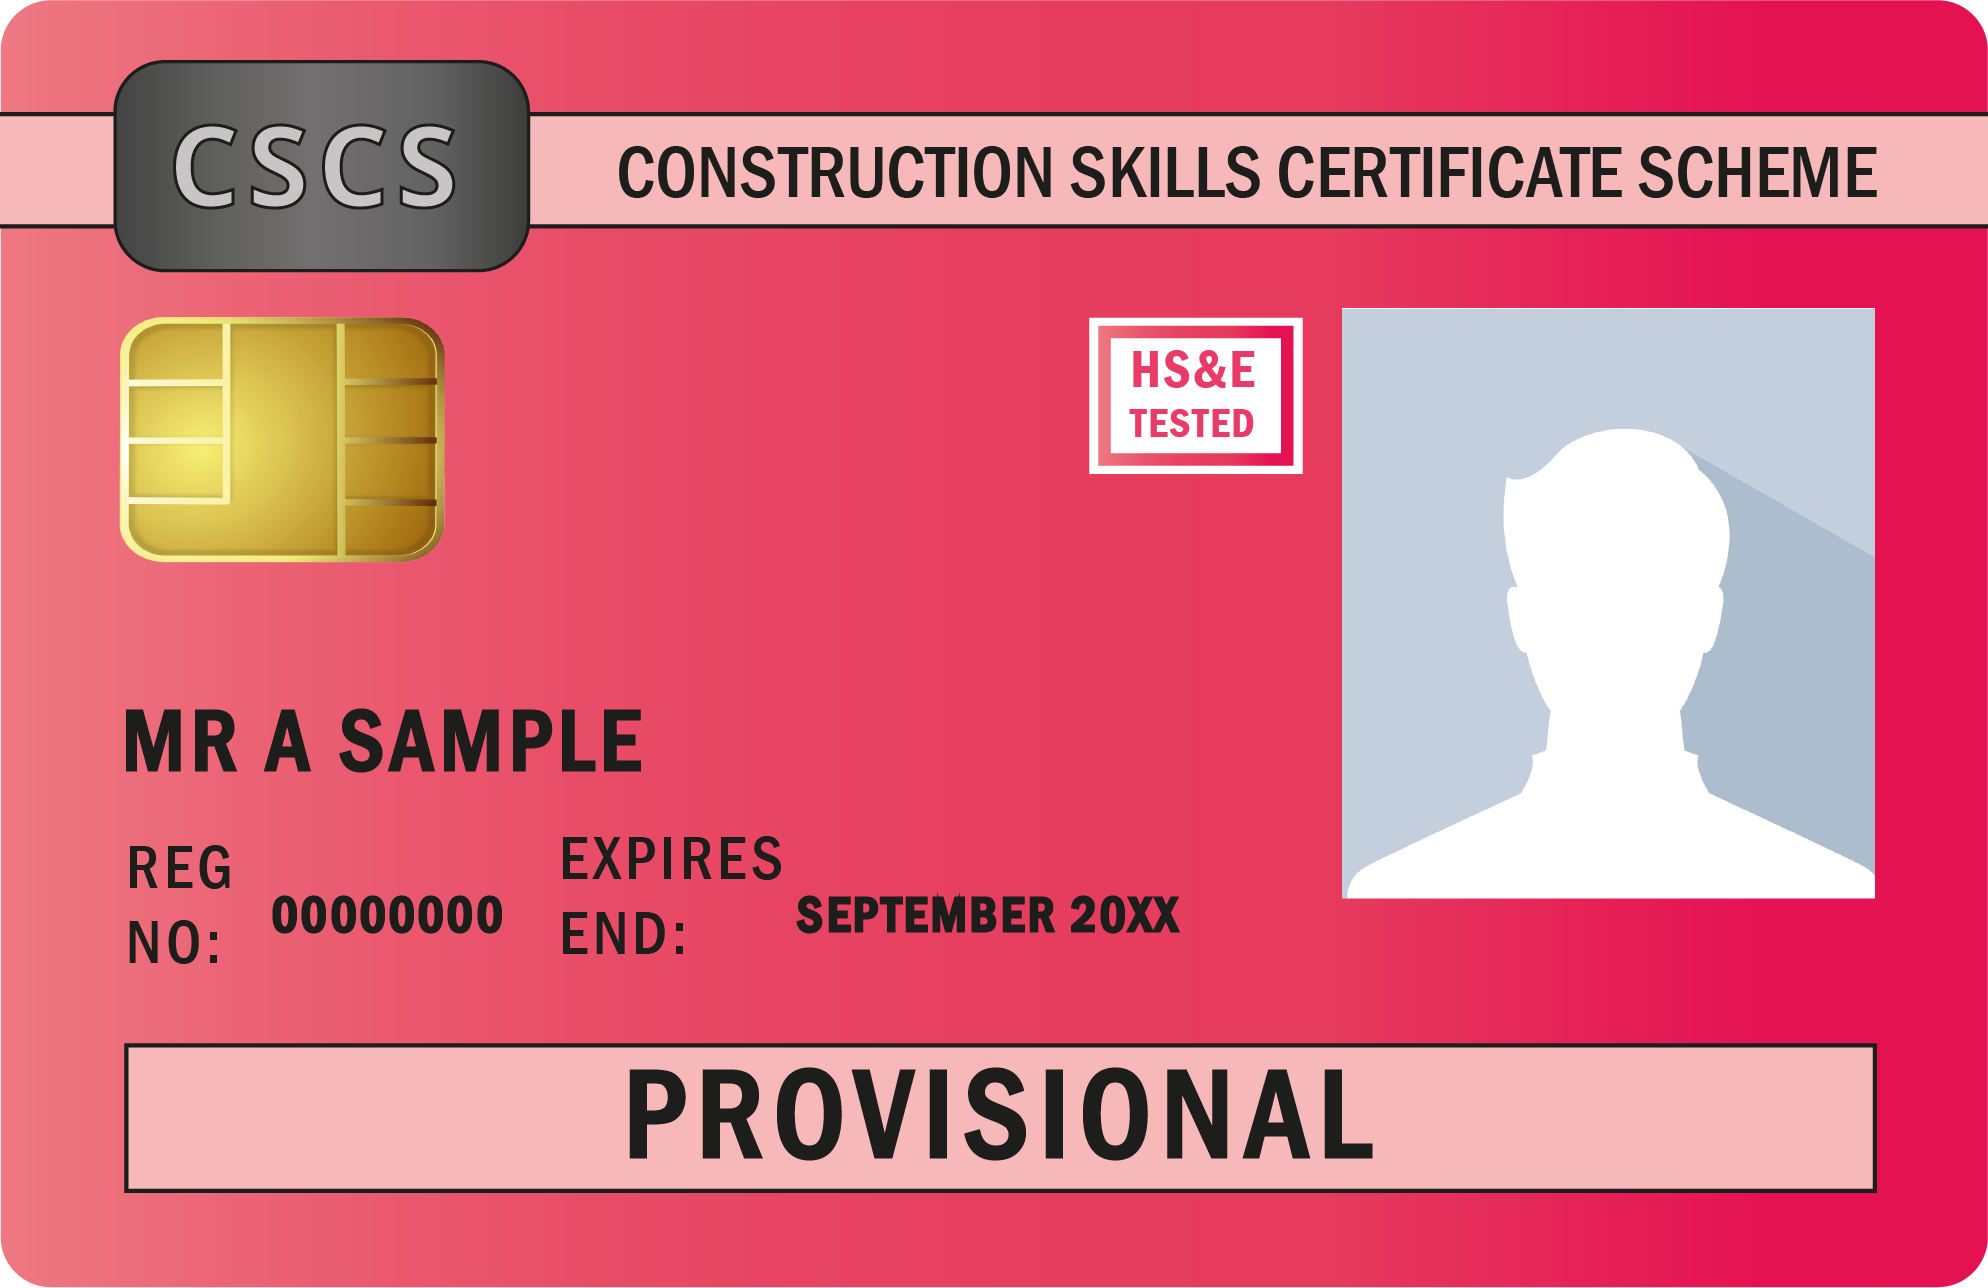 CSCS
CONSTRUCTION SKILLS CERTIFICATE SCHEME
HS&E
TESTED
MR A SAMPLE
REG
NO:
00000000
EXPIRES
END:
SEPTEMBER 20XX
PROVISIONAL